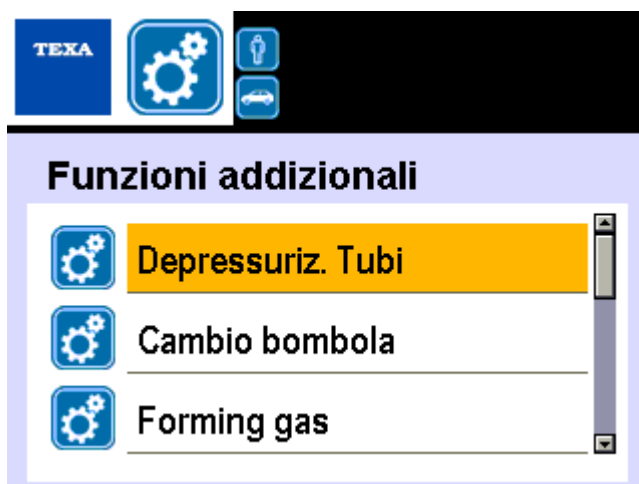 TEXA
Funzioni addizionali
Depressuriz. Tubi
Cambio bombola
Forming gas